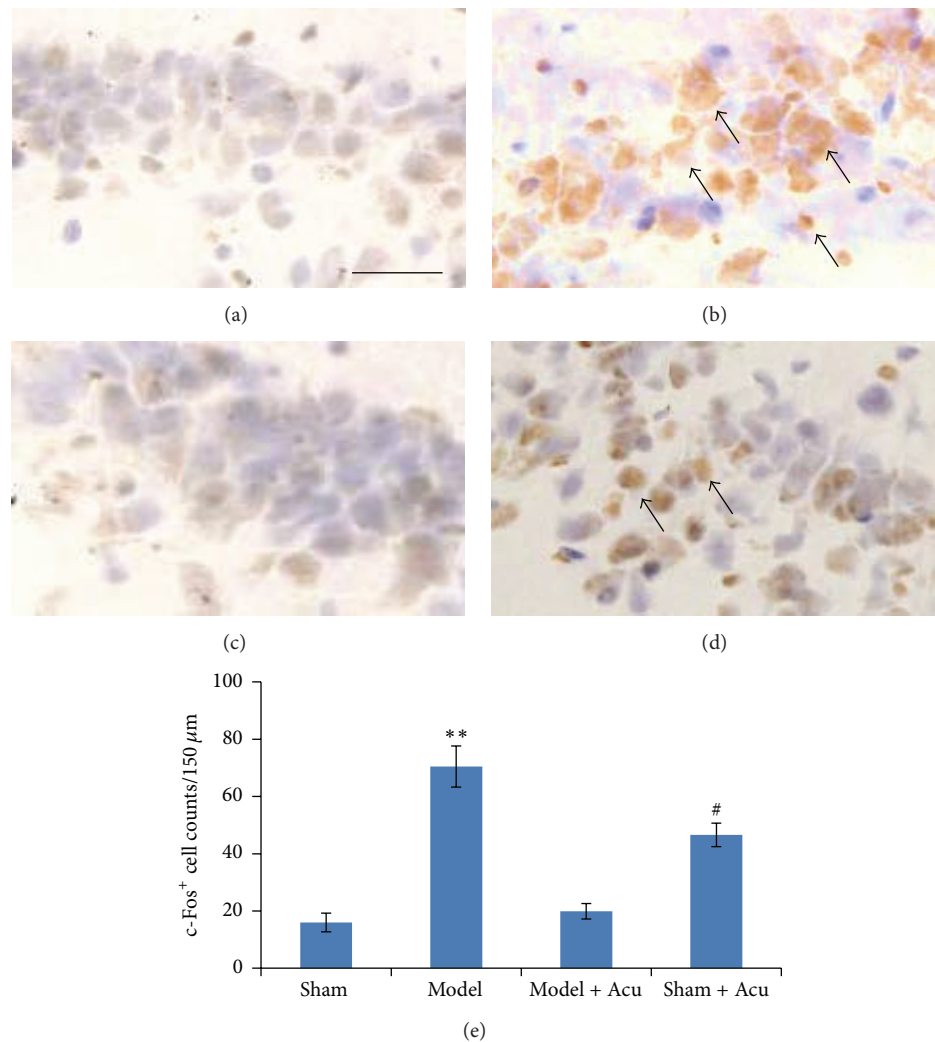 (a)
(b)
(c)
(d)
100
80
60
40
20
0
c-Fos⁺ cell counts/150 μm
**
#
Sham
Model
Model + Acu
Sham + Acu
(e)